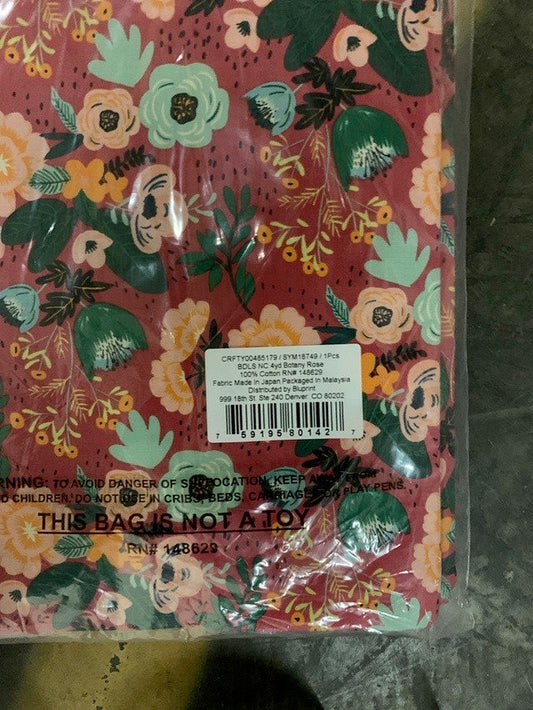 CRFTY00485179 / SYM18749 / 1Pcs
BDLS NC 4yd Botany Rose
100% Cotton RN# 148629
Fabric Made In Japan,Packaged In Malaysia
Distributed by Bluprint
999 18th St. Ste 240 Denver CO 80202
7 59195 80142 7
WARNING: TO AVOID DANGER OF SUFFOCATION, KEEP AWAY FROM
CHILDREN. DO NOT USE IN CRIBS, BEDS, CARRIAGES OR PLAY PENS.
THIS BAG IS NOT A TOY
RN# 148629